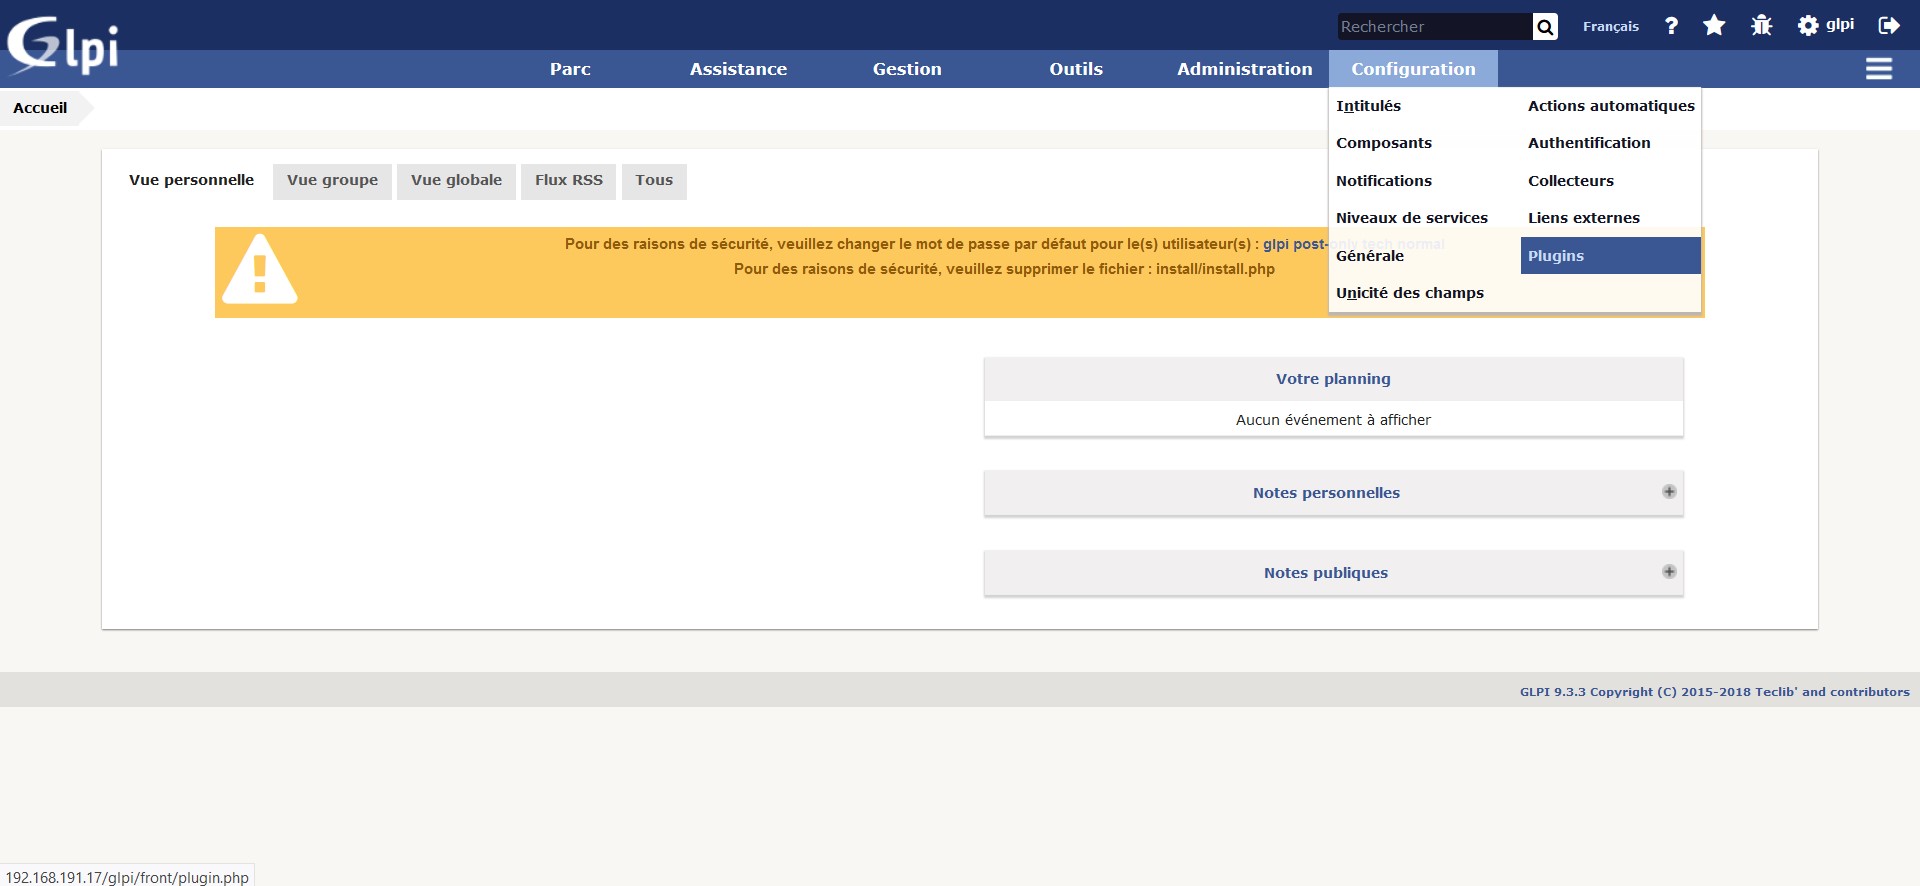 Glpi
Rechercher
Français
glpi
Parc
Assistance
Gestion
Outils
Administration
Configuration
Accueil
Intitulés
Actions automatiques
Composants
Authentification
Notifications
Collecteurs
Niveaux de services
Liens externes
Générale
Plugins
Unicité des champs
Vue personnelle
Vue groupe
Vue globale
Flux RSS
Tous
Pour des raisons de sécurité, veuillez changer le mot de passe par défaut pour le(s) utilisateur(s) : glpi post-only tech normal
Pour des raisons de sécurité, veuillez supprimer le fichier : install/install.php
Votre planning
Aucun événement à afficher
Notes personnelles
Notes publiques
GLPI 9.3.3 Copyright (C) 2015-2018 Teclib' and contributors
192.168.191.17/glpi/front/plugin.php